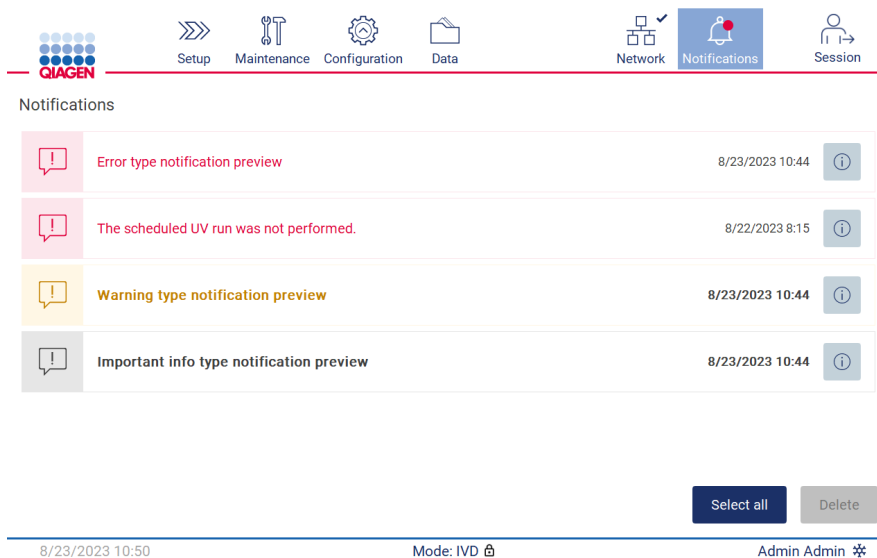 QIAGEN
Setup Maintenance Configuration Data Network Notifications Session
Notifications
Error type notification preview 8/23/2023 10:44
The scheduled UV run was not performed. 8/22/2023 8:15
Warning type notification preview 8/23/2023 10:44
Important info type notification preview 8/23/2023 10:44
Select all Delete
8/23/2023 10:50 Mode: IVD Admin Admin